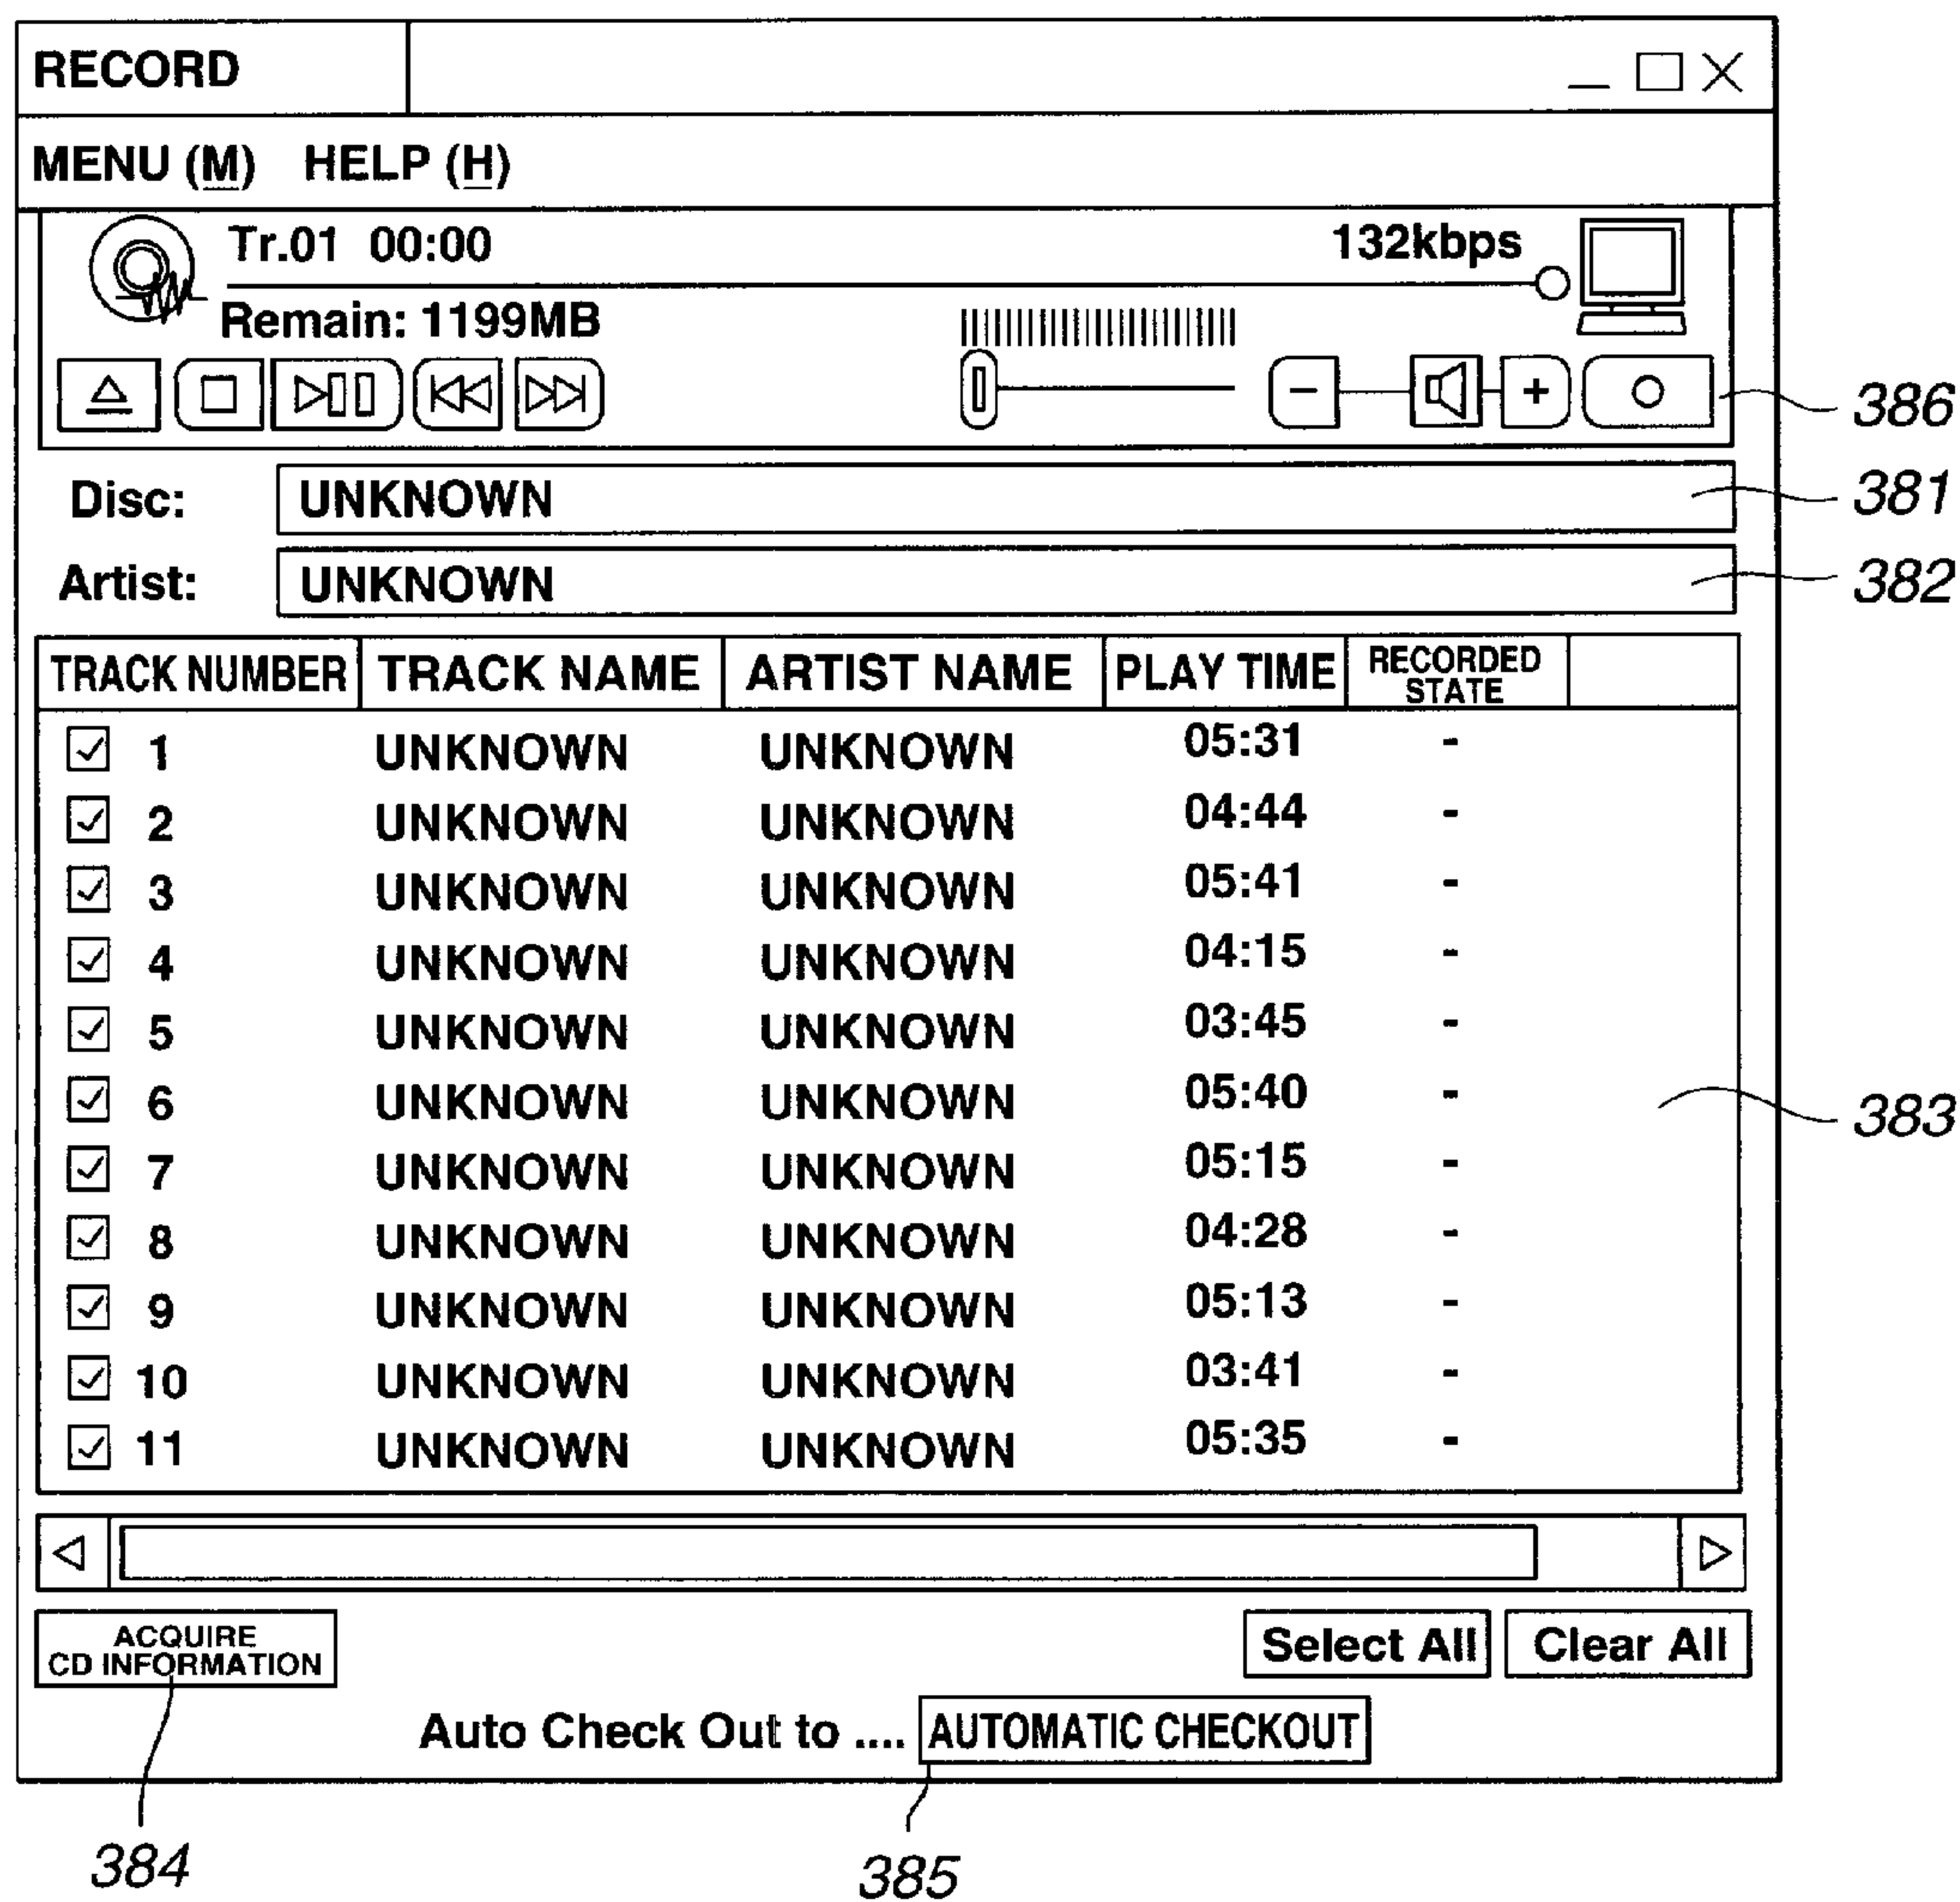 RECORD
MENU (M) HELP (H)
Tr.01 00:00 132kbps
Remain: 1199MB
386
Disc: UNKNOWN 381
Artist: UNKNOWN 382
TRACK NUMBER TRACK NAME ARTIST NAME PLAY TIME RECORDED STATE
1 UNKNOWN UNKNOWN 05:31 -
2 UNKNOWN UNKNOWN 04:44 -
3 UNKNOWN UNKNOWN 05:41 -
4 UNKNOWN UNKNOWN 04:15 -
5 UNKNOWN UNKNOWN 03:45 -
6 UNKNOWN UNKNOWN 05:40 -
383
7 UNKNOWN UNKNOWN 05:15 -
8 UNKNOWN UNKNOWN 04:28 -
9 UNKNOWN UNKNOWN 05:13 -
10 UNKNOWN UNKNOWN 03:41 -
11 UNKNOWN UNKNOWN 05:35 -
ACQUIRE
CD INFORMATION
Select All Clear All
Auto Check Out to .... AUTOMATIC CHECKOUT
384 385